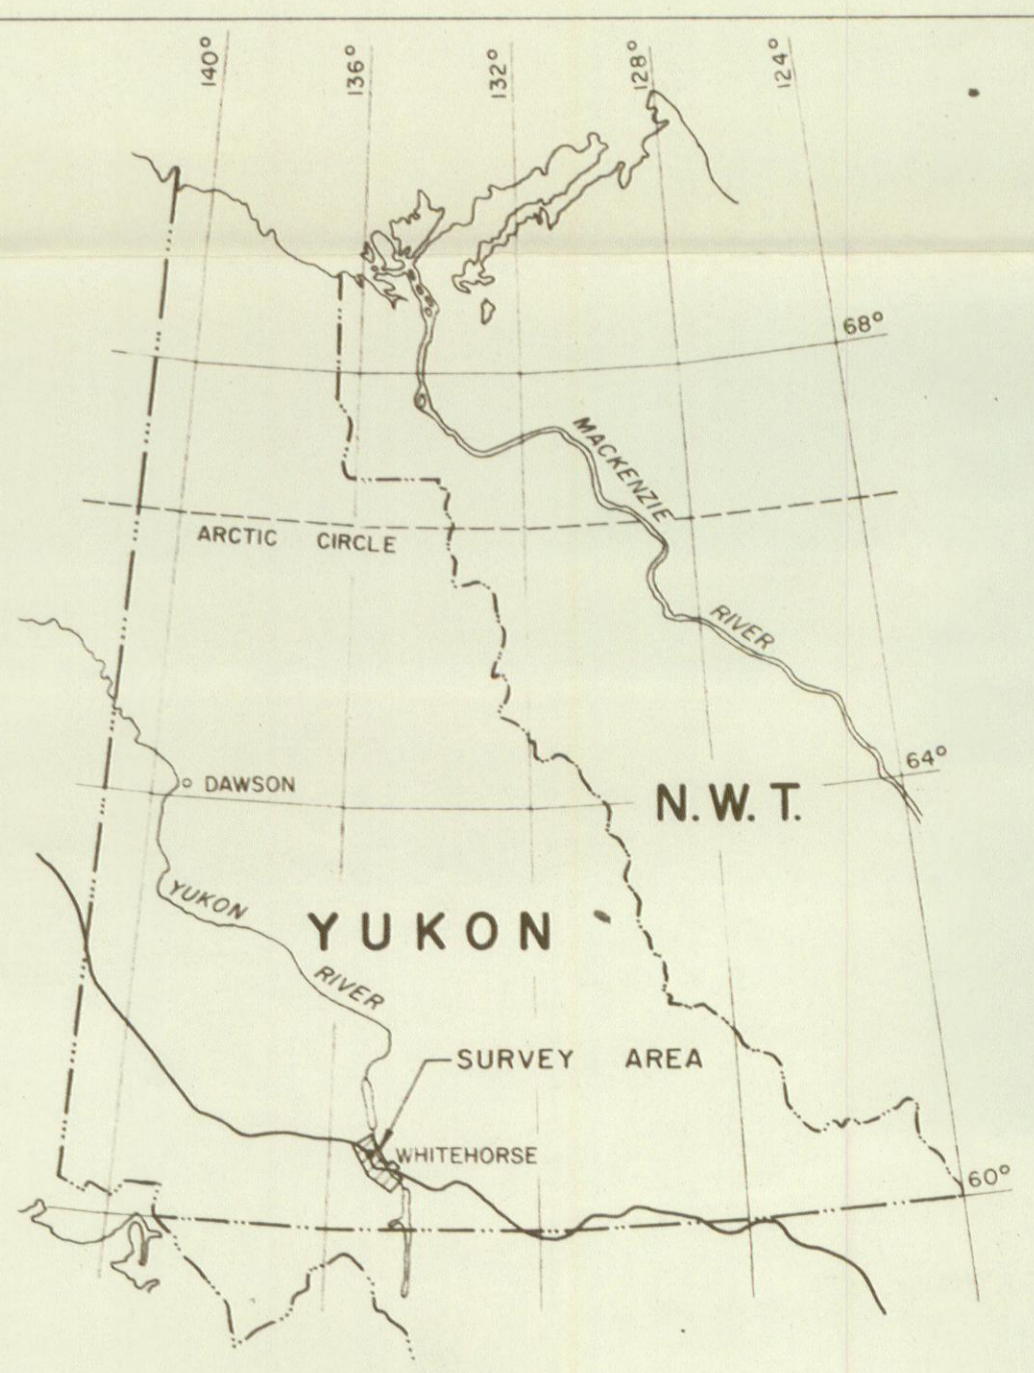 140° 136° 132° 128° 124°
68°
MACKENZIE
ARCTIC CIRCLE
RIVER
64°
DAWSON
N.W.T.
YUKON
YUKON
RIVER
SURVEY AREA
WHITEHORSE
60°